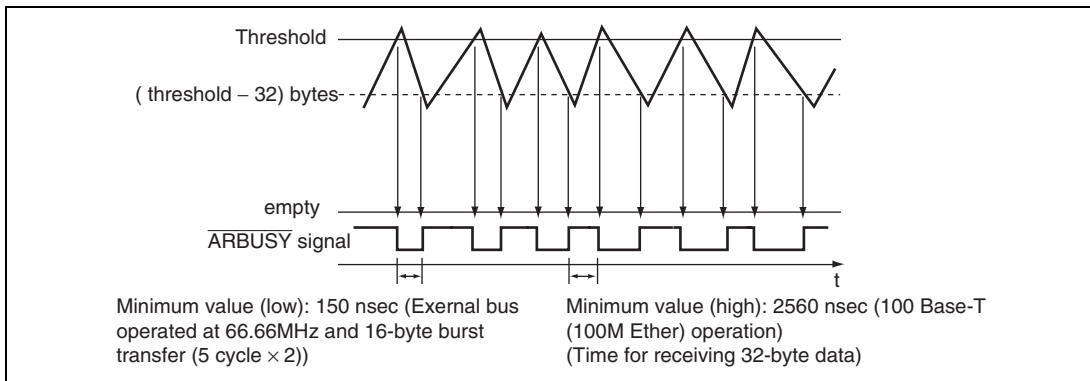 Threshold
( threshold – 32) bytes
empty
ARBUSY signal
t
Minimum value (low): 150 nsec (Exernal bus
operated at 66.66MHz and 16-byte burst
transfer (5 cycle × 2))
Minimum value (high): 2560 nsec (100 Base-T
(100M Ether) operation)
(Time for receiving 32-byte data)